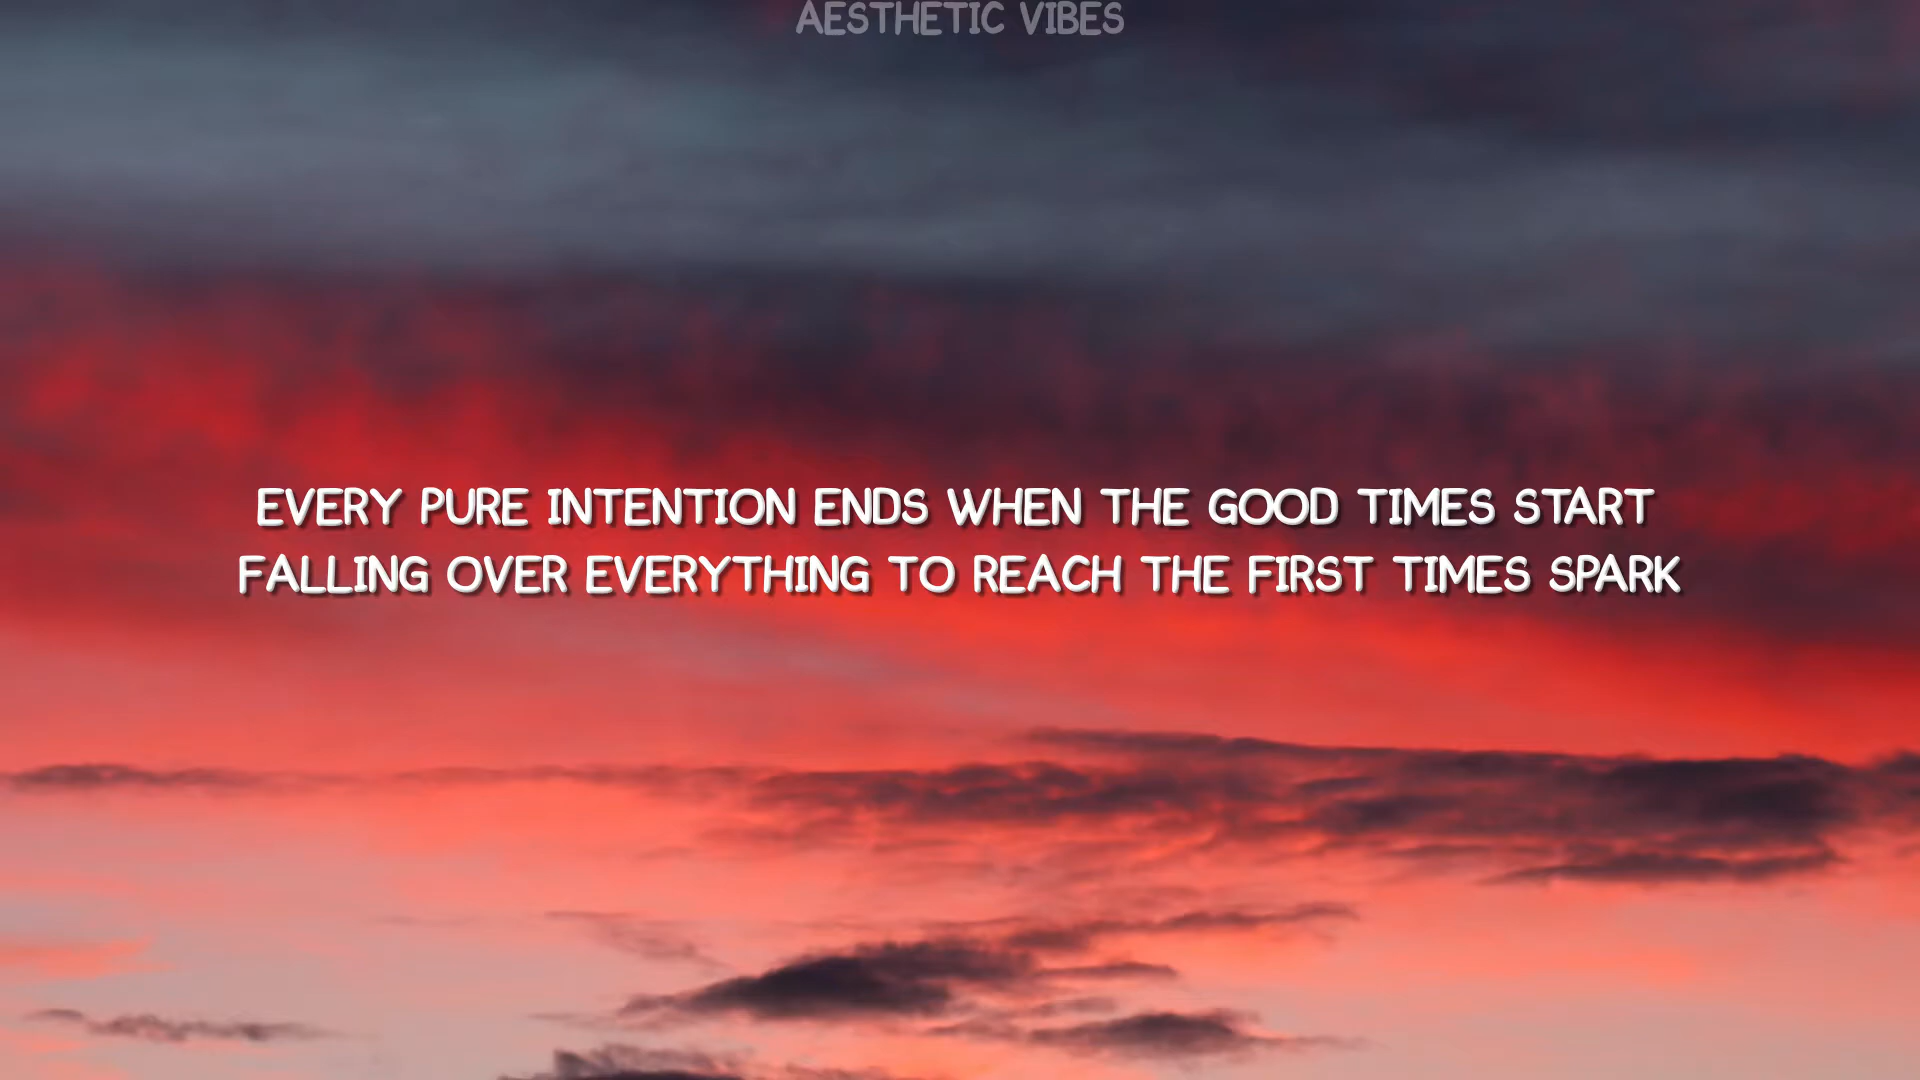 AESTHETIC VIBES
EVERY PURE INTENTION ENDS WHEN THE GOOD TIMES START
FALLING OVER EVERYTHING TO REACH THE FIRST TIMES SPARK